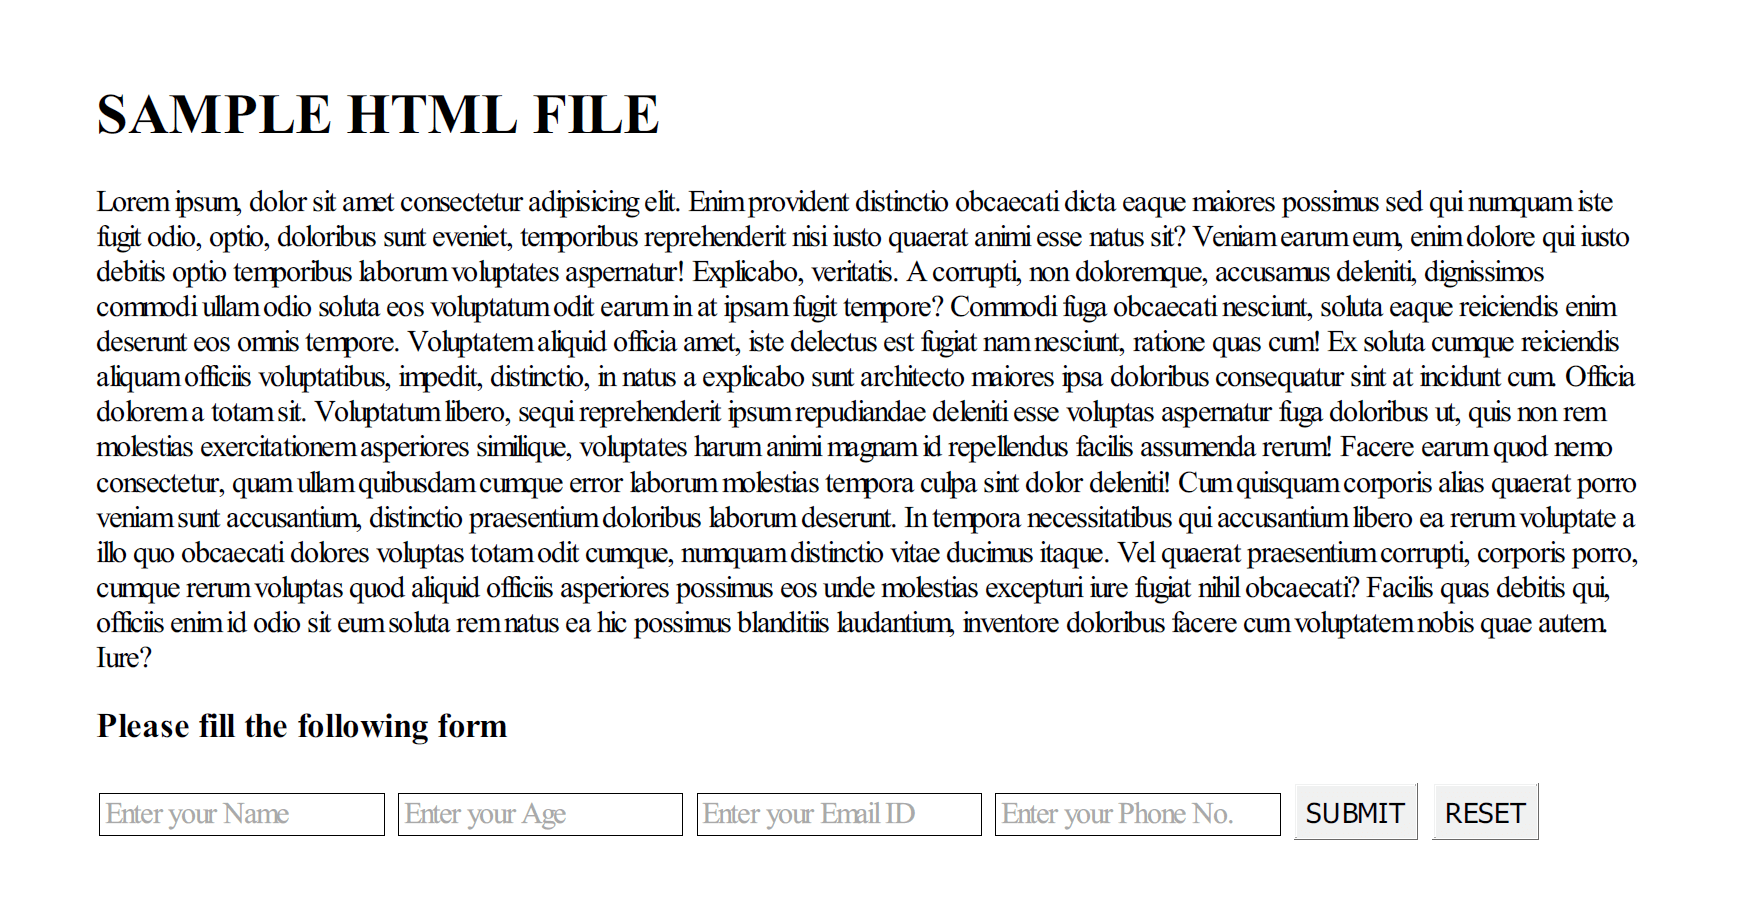 SAMPLE HTML FILE
Lorem ipsum, dolor sit amet consectetur adipisicing elit. Enim provident distinctio obcaecati dicta eaque maiores possimus sed qui numquam iste
fugit odio, optio, doloribus sunt eveniet, temporibus reprehenderit nisi iusto quaerat animi esse natus sit? Veniam earum eum, enim dolore qui iusto
debitis optio temporibus laborum voluptates aspernatur! Explicabo, veritatis. A corrupti, non doloremque, accusamus deleniti, dignissimos
commodi ullam odio soluta eos voluptatum odit earum in at ipsam fugit tempore? Commodi fuga obcaecati nesciunt, soluta eaque reiciendis enim
deserunt eos omnis tempore. Voluptatem aliquid officia amet, iste delectus est fugiat nam nesciunt, ratione quas cum! Ex soluta cumque reiciendis
aliquam officiis voluptatibus, impedit, distinctio, in natus a explicabo sunt architecto maiores ipsa doloribus consequatur sint at incidunt cum. Officia
dolorem a totam sit. Voluptatum libero, sequi reprehenderit ipsum repudiandae deleniti esse voluptas aspernatur fuga doloribus ut, quis non rem
molestias exercitationem asperiores similique, voluptates harum animi magnam id repellendus facilis assumenda rerum! Facere earum quod nemo
consectetur, quam ullam quibusdam cumque error laborum molestias tempora culpa sint dolor deleniti! Cum quisquam corporis alias quaerat porro
veniam sunt accusantium, distinctio praesentium doloribus laborum deserunt. In tempora necessitatibus qui accusantium libero ea rerum voluptate a
illo quo obcaecati dolores voluptas totam odit cumque, numquam distinctio vitae ducimus itaque. Vel quaerat praesentium corrupti, corporis porro,
cumque rerum voluptas quod aliquid officiis asperiores possimus eos unde molestias excepturi iure fugiat nihil obcaecati? Facilis quas debitis qui,
officiis enim id odio sit eum soluta rem natus ea hic possimus blanditiis laudantium, inventore doloribus facere cum voluptatem nobis quae autem.
Iure?
Please fill the following form
Enter your Name Enter your Age Enter your Email ID Enter your Phone No. SUBMIT RESET